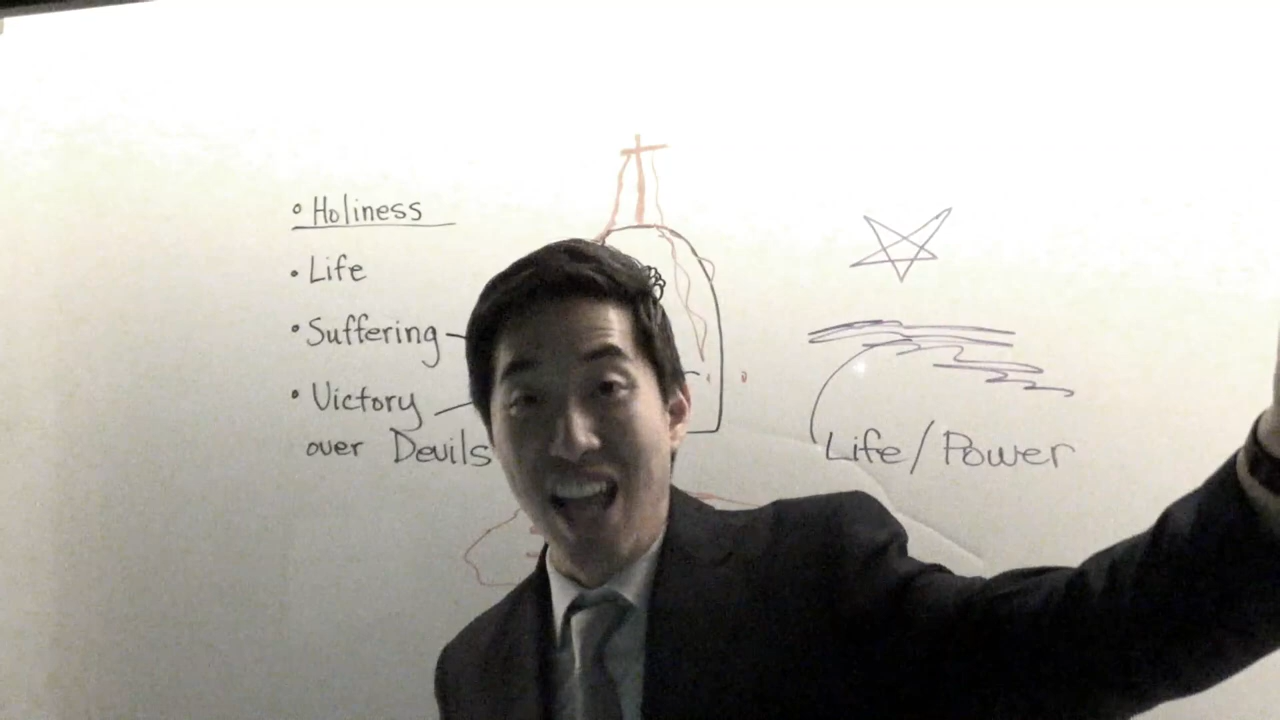 • Holiness
• Life
• Suffering
• Victory
over Devils
Life/Power